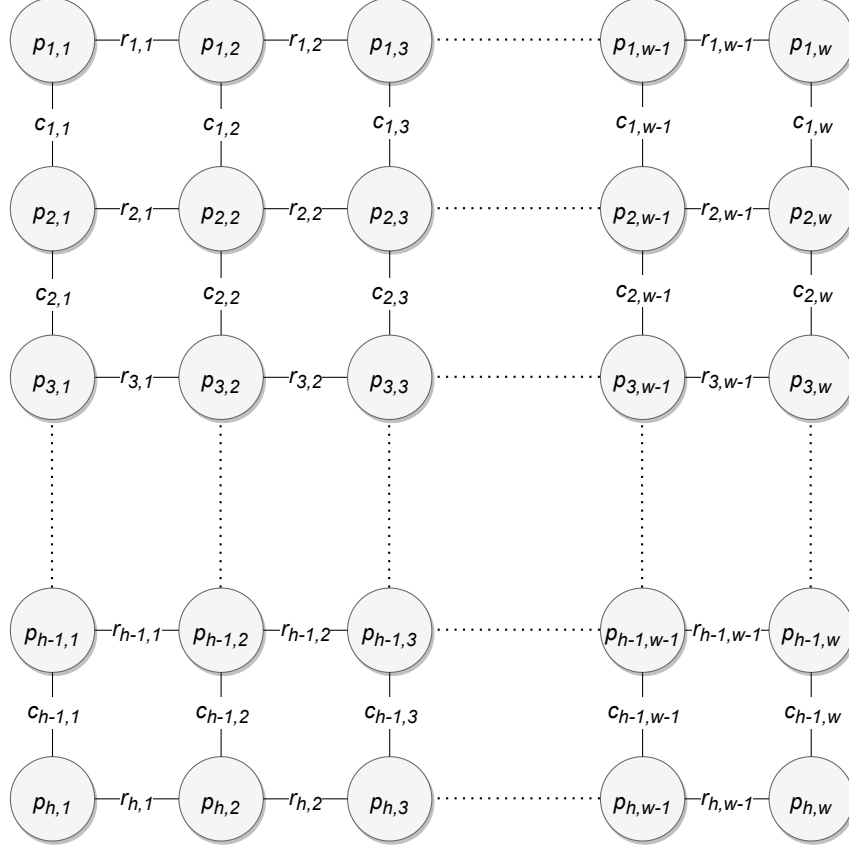 p1,1 r1,1 p1,2 r1,2 p1,3 p1,w-1 r1,w-1 p1,w
c1,1 c1,2 c1,3 c1,w-1 c1,w
p2,1 r2,1 p2,2 r2,2 p2,3 p2,w-1 r2,w-1 p2,w
c2,1 c2,2 c2,3 c2,w-1 c2,w
p3,1 r3,1 p3,2 r3,2 p3,3 p3,w-1 r3,w-1 p3,w
ph-1,1 rh-1,1 ph-1,2 rh-1,2 ph-1,3 ph-1,w-1 rh-1,w-1 ph-1,w
ch-1,1 ch-1,2 ch-1,3 ch-1,w-1 ch-1,w
ph,1 rh,1 ph,2 rh,2 ph,3 ph,w-1 rh,w-1 ph,w